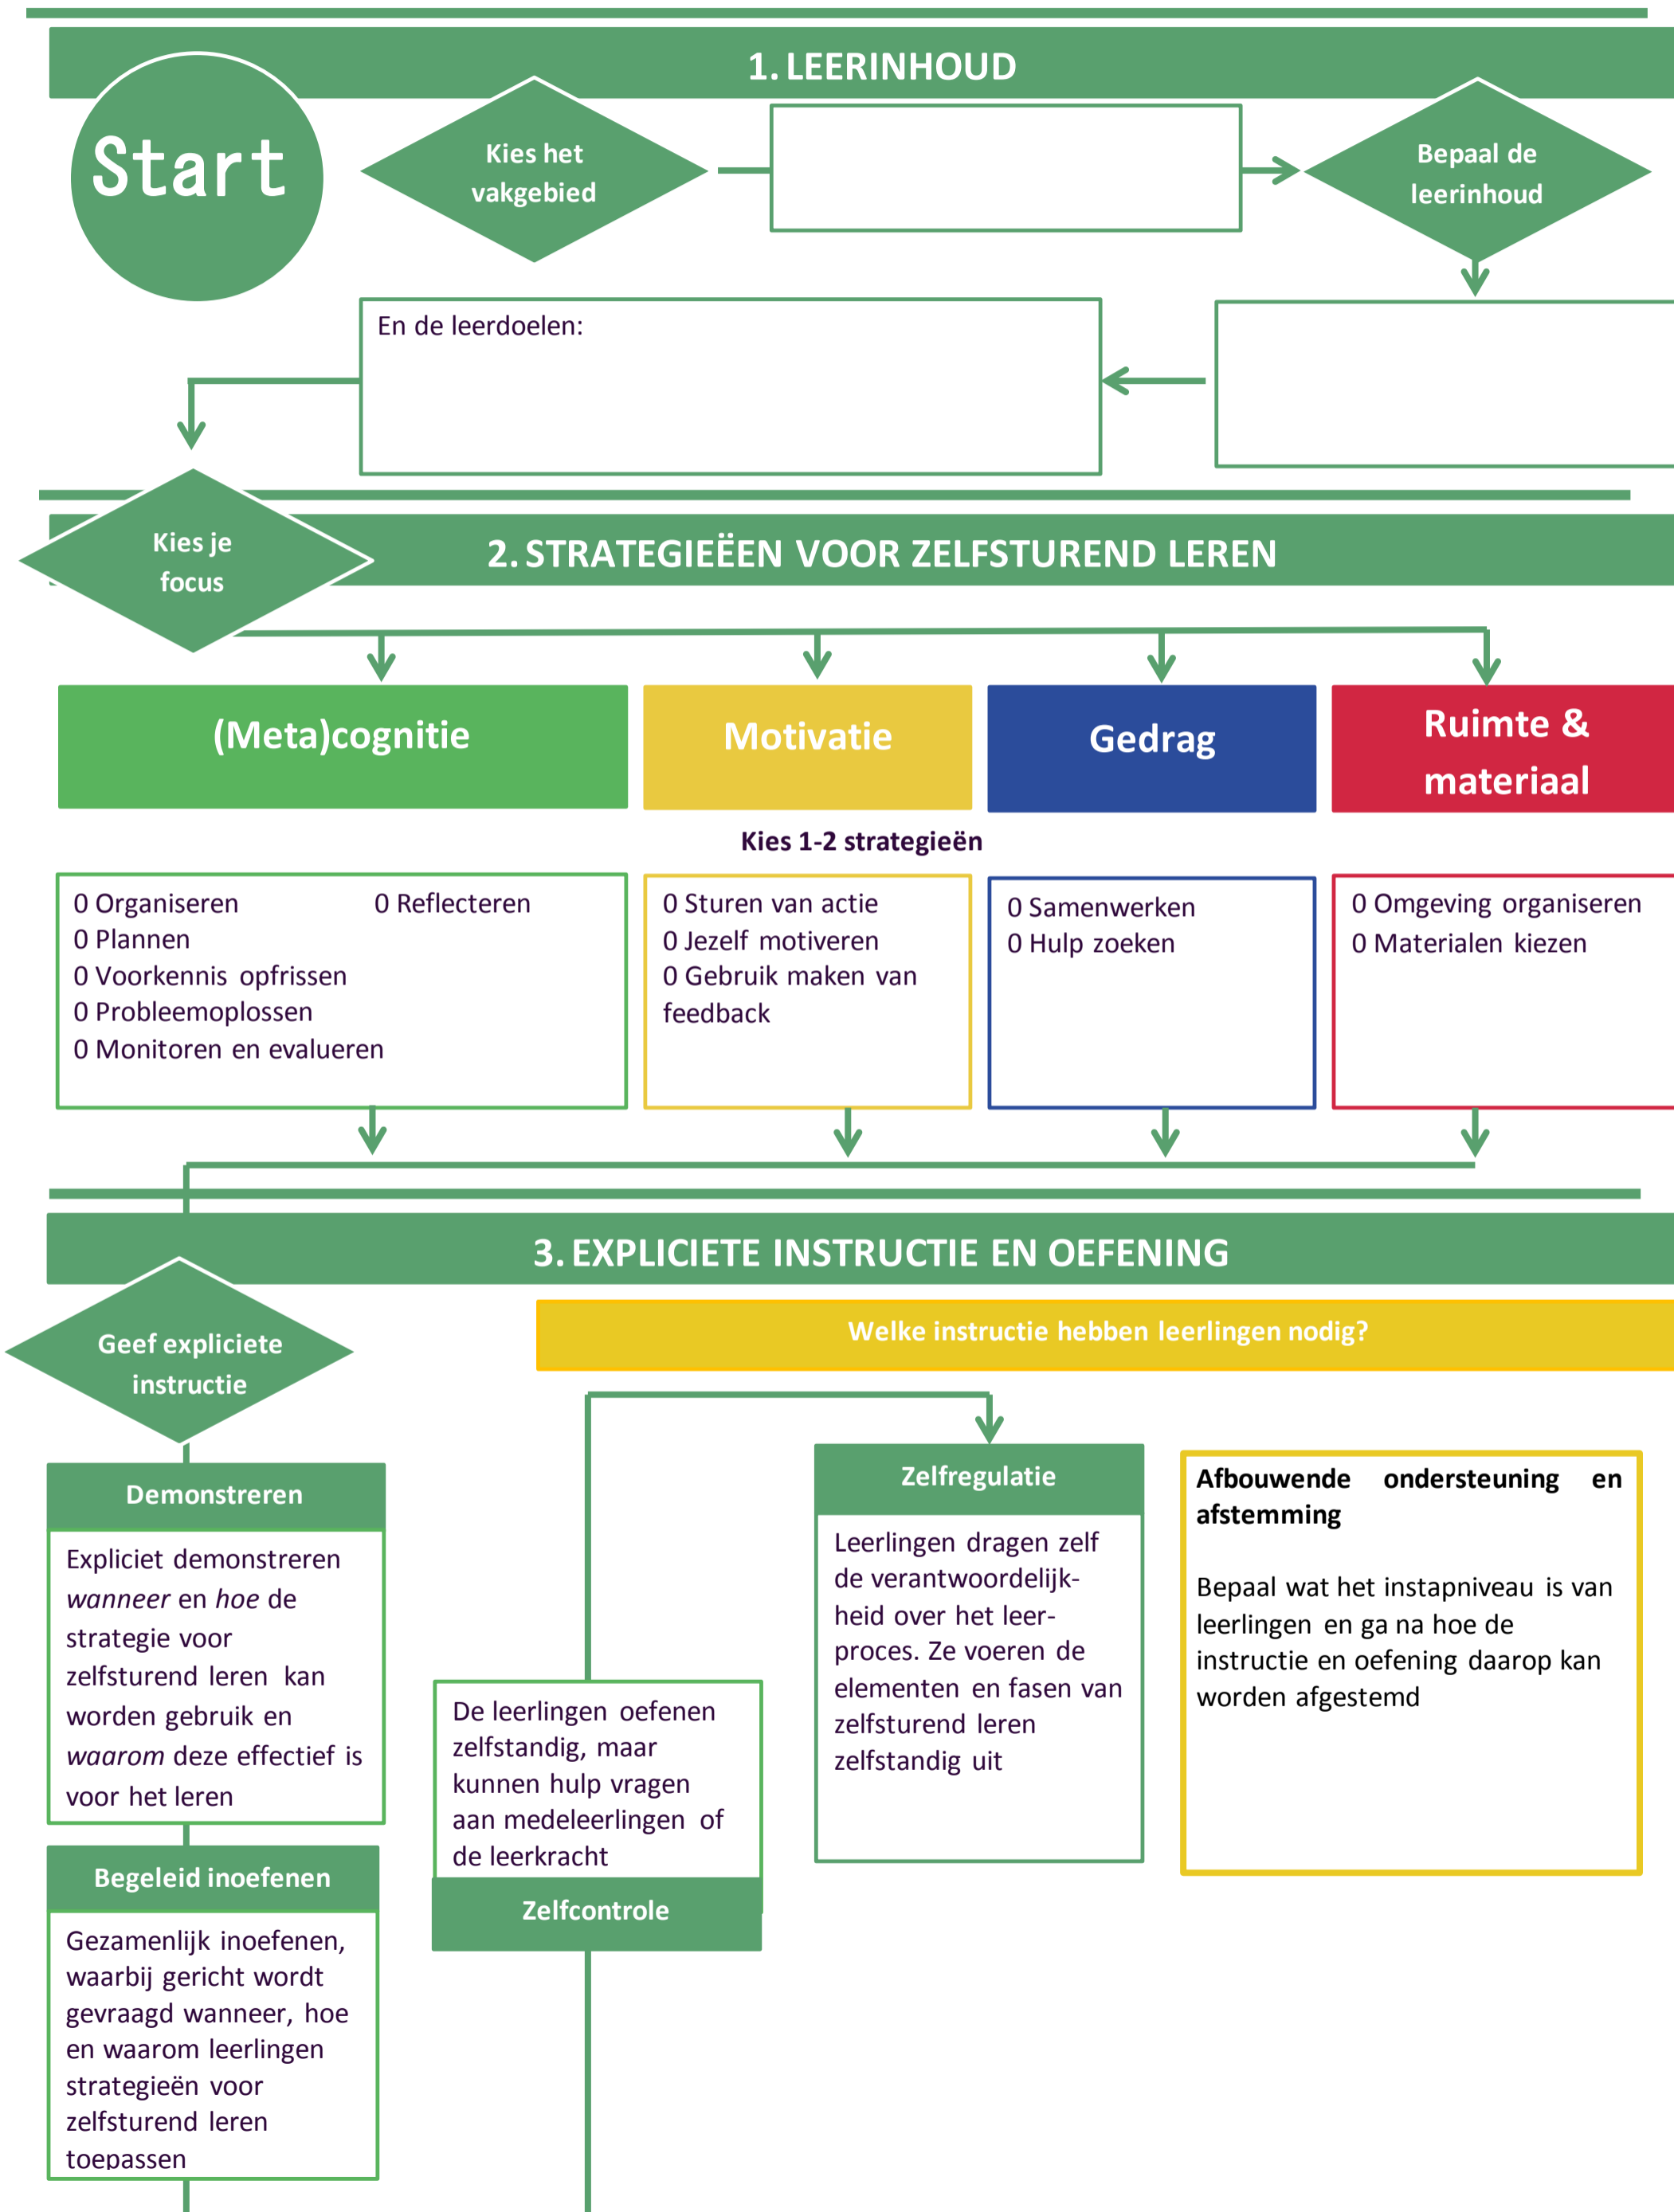 1. LEERINHOUD
Start
Kies het
vakgebied
Bepaal de
leerinhoud
En de leerdoelen:
Kies je
focus
2. STRATEGIEËEN VOOR ZELFSTUREND LEREN
(Meta)cognitie
Motivatie
Gedrag
Ruimte &
materiaal
Kies 1-2 strategieën
0 Organiseren 0 Reflecteren
0 Plannen
0 Voorkennis opfrissen
0 Probleemoplossen
0 Monitoren en evalueren
0 Sturen van actie
0 Jezelf motiveren
0 Gebruik maken van
feedback
0 Samenwerken
0 Hulp zoeken
0 Omgeving organiseren
0 Materialen kiezen
3. EXPLICIETE INSTRUCTIE EN OEFENING
Geef expliciete
instructie
Welke instructie hebben leerlingen nodig?
Demonstreren
Expliciet demonstreren
wanneer en hoe de
strategie voor
zelfsturend leren kan
worden gebruik en
waarom deze effectief is
voor het leren
Begeleid inoefenen
Gezamenlijk inoefenen,
waarbij gericht wordt
gevraagd wanneer, hoe
en waarom leerlingen
strategieën voor
zelfsturend leren
toepassen
De leerlingen oefenen
zelfstandig, maar
kunnen hulp vragen
aan medeleerlingen of
de leerkracht
Zelfcontrole
Zelfregulatie
Leerlingen dragen zelf
de verantwoordelijk-
heid over het leer-
proces. Ze voeren de
elementen en fasen van
zelfsturend leren
zelfstandig uit
Afbouwende ondersteuning en
afstemming
Bepaal wat het instapniveau is van
leerlingen en ga na hoe de
instructie en oefening daarop kan
worden afgestemd